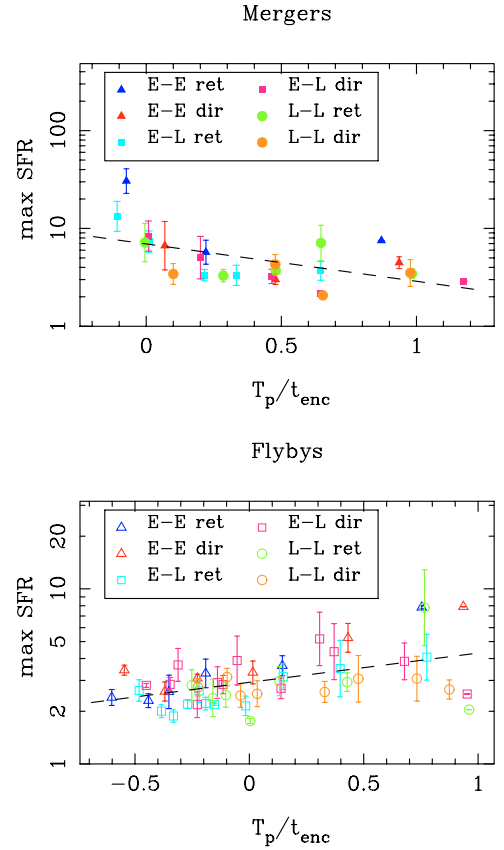 Mergers
E−E ret
E−L dir
E−E dir
L−L ret
E−L ret
L−L dir
max SFR
100
10
1
0
0.5
1
T_p/t_enc
Flybys
E−E ret
E−L dir
E−E dir
L−L ret
E−L ret
L−L dir
max SFR
20
10
5
2
1
−0.5
0
0.5
1
T_p/t_enc